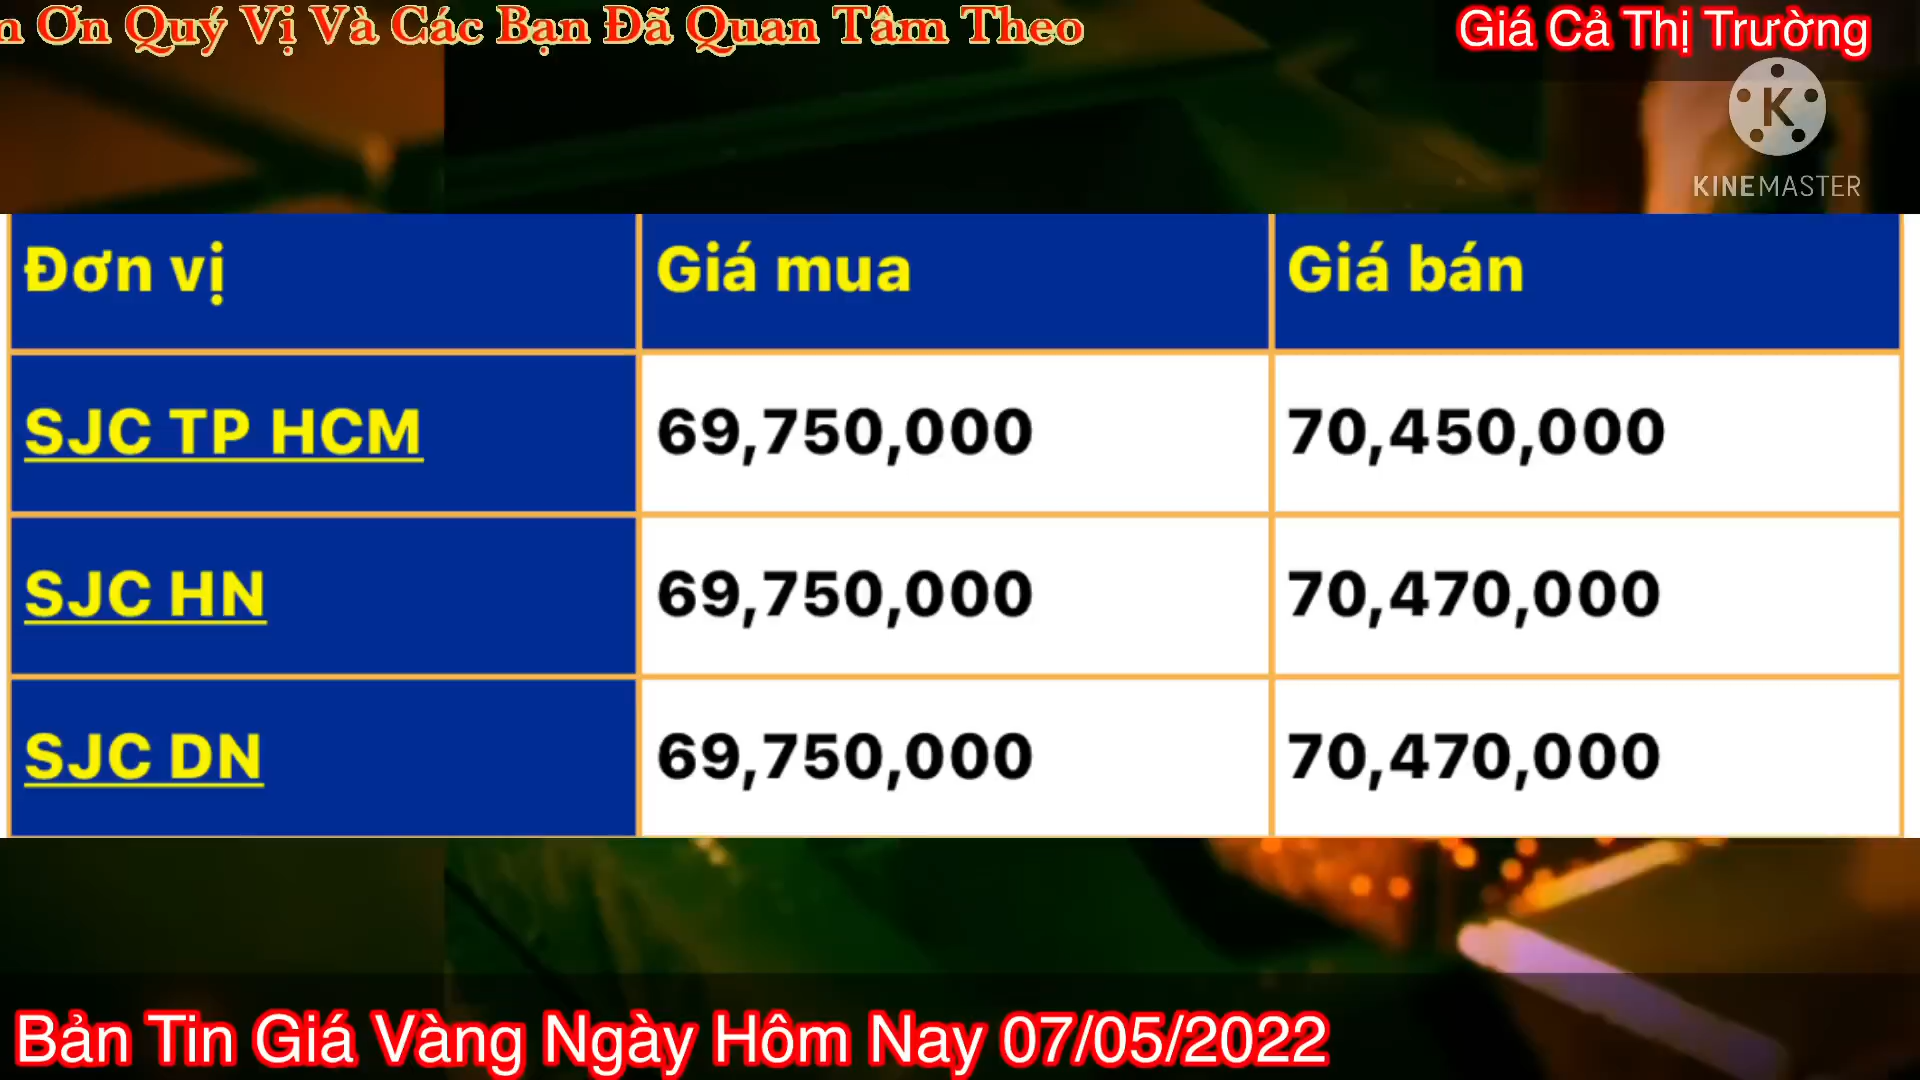 Ơn Quý Vị Và Các Bạn Đã Quan Tâm Theo
Giá Cả Thị Trường
K
KINEMASTER
Đơn vị Giá mua Giá bán
SJC TP HCM 69,750,000 70,450,000
SJC HN 69,750,000 70,470,000
SJC DN 69,750,000 70,470,000
Bản Tin Giá Vàng Ngày Hôm Nay 07/05/2022